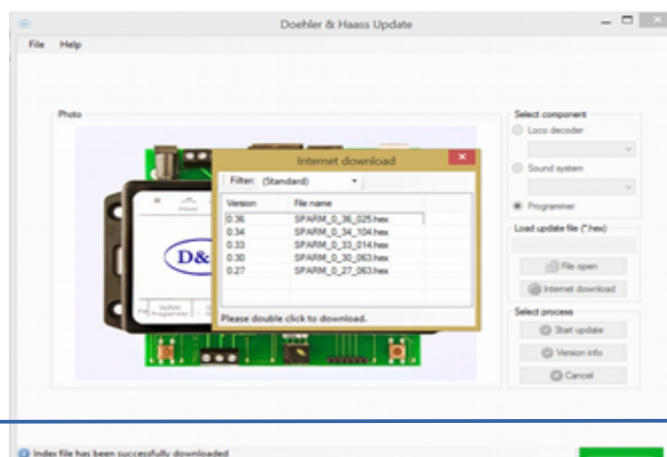 Doehler & Haass Update
File Help
Photo
D&
Update
Programmer
Internet download
Filter: (Standard)
Version File name
0.36 SPARM_0_36_025.hex
0.34 SPARM_0_34_104.hex
0.33 SPARM_0_33_014.hex
0.30 SPARM_0_30_063.hex
0.27 SPARM_0_27_063.hex
Please double click to download.
Select component
Loco decoder
Sound system
Programmer
Load update file (*.hex)
File open
Internet download
Select process
Start update
Version info
Cancel
Index file has been successfully downloaded